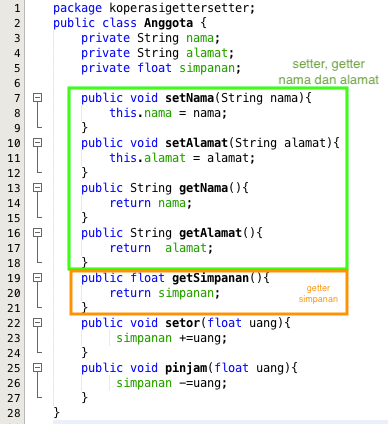 1 package koperasigettersetter;
2 public class Anggota {
3 private String nama;
4 private String alamat;
5 private float simpanan;
setter, getter
nama dan alamat
6
7 public void setNama(String nama){
8 this.nama = nama;
9 }
10 public void setAlamat(String alamat){
11 this.alamat = alamat;
12 }
13 public String getNama(){
14 return nama;
15 }
16 public String getAlamat(){
17 return  alamat;
18 }
19 public float getSimpanan(){
20 return simpanan;
getter
simpanan
21 }
22 public void setor(float uang){
23 simpanan +=uang;
24 }
25 public void pinjam(float uang){
26 simpanan -=uang;
27 }
28 }